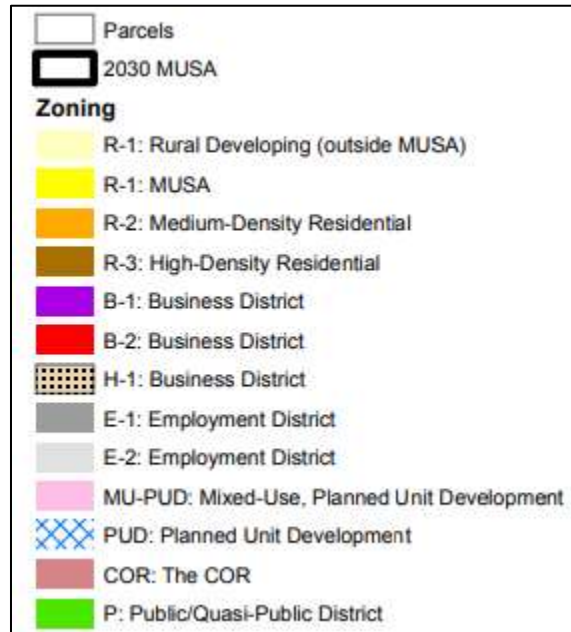 Parcels
2030 MUSA
Zoning
R-1: Rural Developing (outside MUSA)
R-1: MUSA
R-2: Medium-Density Residential
R-3: High-Density Residential
B-1: Business District
B-2: Business District
H-1: Business District
E-1: Employment District
E-2: Employment District
MU-PUD: Mixed-Use, Planned Unit Development
PUD: Planned Unit Development
COR: The COR
P: Public/Quasi-Public District